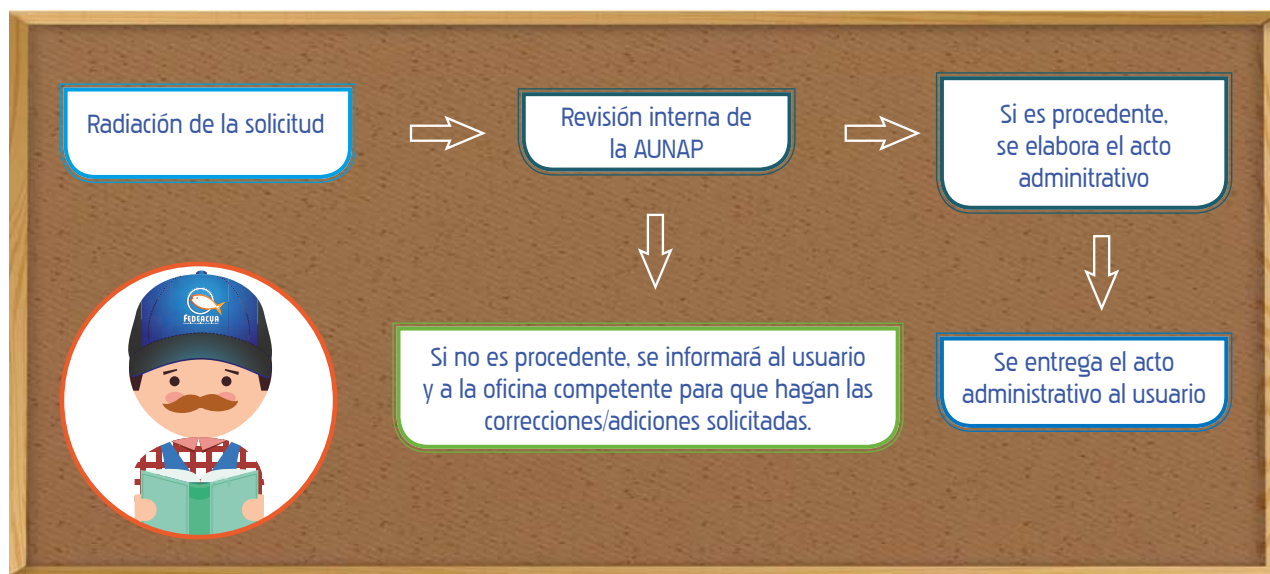 Radiación de la solicitud
Revisión interna de
la AUNAP
Si es procedente,
se elabora el acto
adminitrativo
FEDEACUA
Si no es procedente, se informará al usuario
y a la oficina competente para que hagan las
correcciones/adiciones solicitadas.
Se entrega el acto
administrativo al usuario